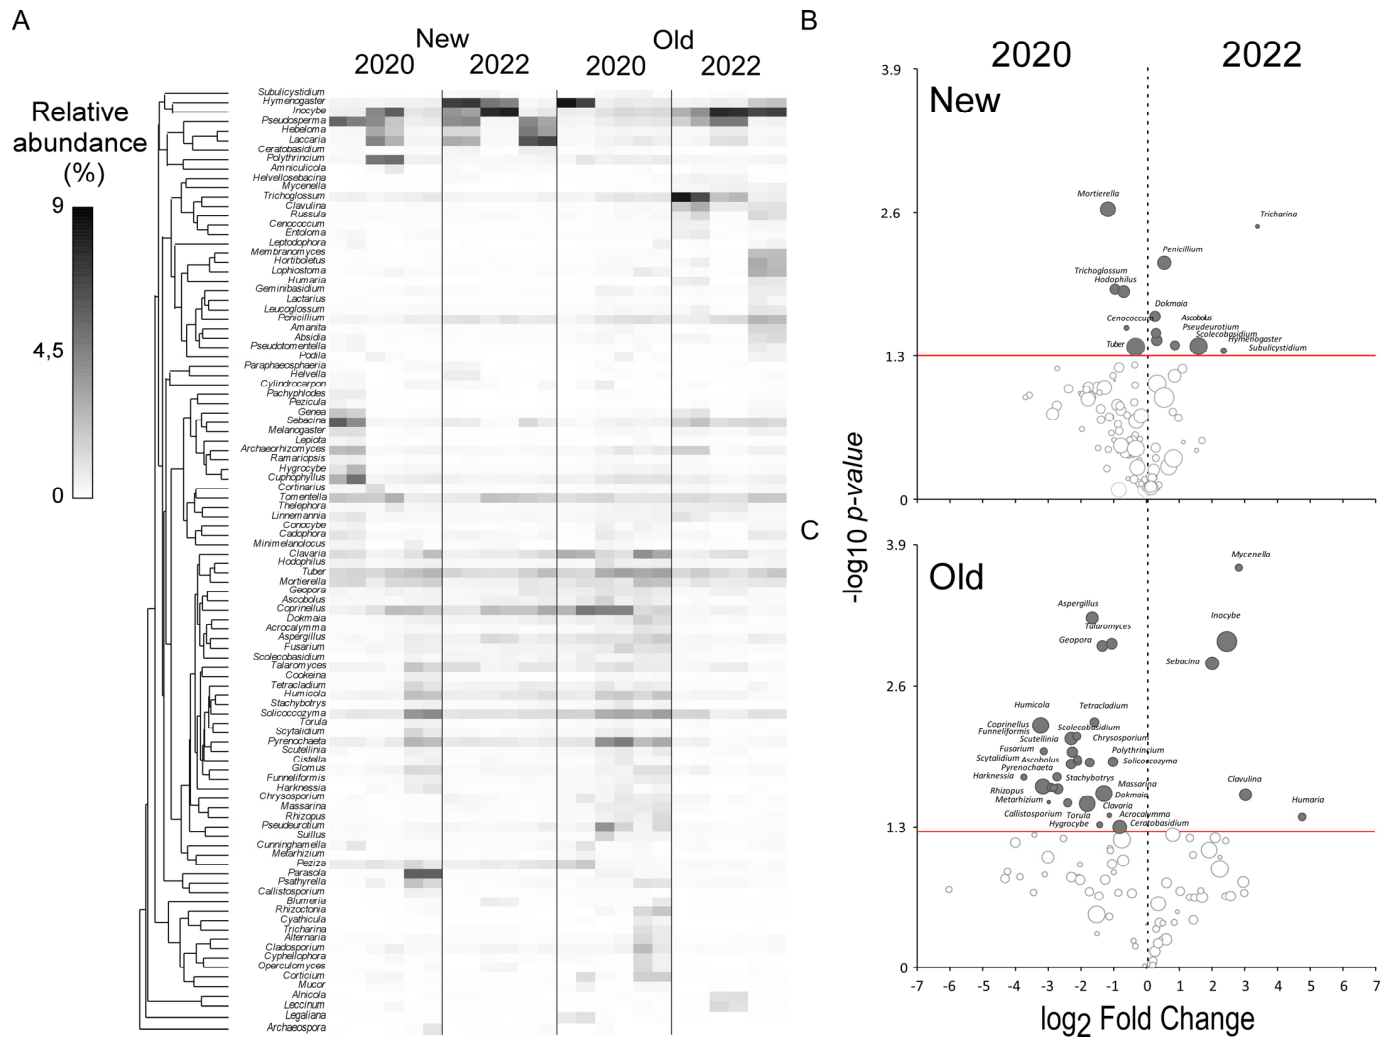 A
New
Old
2020
2022
2020
2022
Relative
abundance
(%)
9
4,5
0
Subulicystidium
Hymenogaster
Inocybe
Pseudosperma
Hebeloma
Laccaria
Ceratobasidium
Polythrincium
Amniculicola
Helvellosebacina
Mycenella
Trichoglossum
Clavulina
Russula
Cenococcum
Entoloma
Leptodophora
Membranomyces
Hortiboletus
Lophiostoma
Humaria
Geminibasidium
Lactarius
Leucoglossum
Penicillium
Amanita
Absidia
Pseudotomentella
Podila
Paraphaeosphaeria
Helvella
Cylindrocarpon
Pachyphlodes
Pezicula
Genea
Sebacina
Melanogaster
Lepiota
Archaeorhizomyces
Ramariopsis
Hygrocybe
Cuphophyllus
Cortinarius
Tomentella
Thelephora
Linnemannia
Conocybe
Cadophora
Minimelanolocus
Clavaria
Hodophilus
Tuber
Mortierella
Geopora
Ascobolus
Coprinellus
Dokmaia
Acrocalymma
Aspergillus
Fusarium
Scolecobasidium
Talaromyces
Cookeina
Tetracladium
Humicola
Stachybotrys
Solicoccozyma
Torula
Scytalidium
Pyrenochaeta
Scutellinia
Cistella
Glomus
Funneliformis
Harknessia
Chrysosporium
Massarina
Rhizopus
Pseudeurotium
Suillus
Cunninghamella
Metarhizium
Peziza
Parasola
Psathyrella
Callistosporium
Blumeria
Rhizoctonia
Cyathicula
Tricharina
Alternaria
Cladosporium
Cyphellophora
Operculomyces
Corticium
Mucor
Alnicola
Leccinum
Legaliana
Archaeospora
B
2020
2022
3.9
New
Mortierella
2.6
Tricharina
Penicillium
Trichoglossum
Hodophilus
Dokmaia
Cenococcum
Ascobolus
Pseudeurotium
Scolecobasidium
Tuber
Hymenogaster
Subulicystidium
1.3
0
-log10 p-value
C
3.9
Old
Mycenella
Aspergillus
Inocybe
Talaromyces
Geopora
Sebacina
2.6
Humicola
Tetracladium
Coprinellus
Scolecobasidium
Funneliformis
Scutellinia
Chrysosporium
Fusarium
Polythrincium
Scytalidium
Ascobolus
Solicoccozyma
Pyrenochaeta
Harknessia
Stachybotrys
Clavulina
Massarina
Rhizopus
Dokmaia
Metarhizium
Humaria
Clavaria
Callistosporium
Torula
Acrocalymma
Hygrocybe
Ceratobasidium
1.3
0
-7 -6 -5 -4 -3 -2 -1 0 1 2 3 4 5 6 7
log2 Fold Change